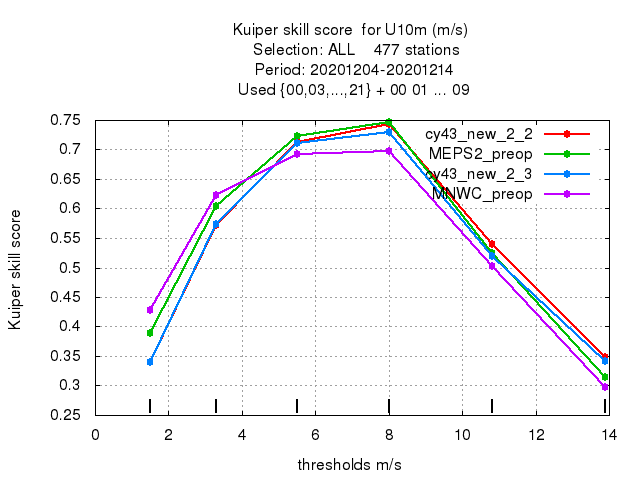 Kuiper skill score  for U10m (m/s)
Selection: ALL    477 stations
Period: 20201204-20201214
Used {00,03,...,21} + 00 01 ... 09
cy43_new_2_2
MEPS2_preop
cy43_new_2_3
MNWC_preop
Kuiper skill score
0.75
0.7
0.65
0.6
0.55
0.5
0.45
0.4
0.35
0.3
0.25
0 2 4 6 8 10 12 14
thresholds m/s